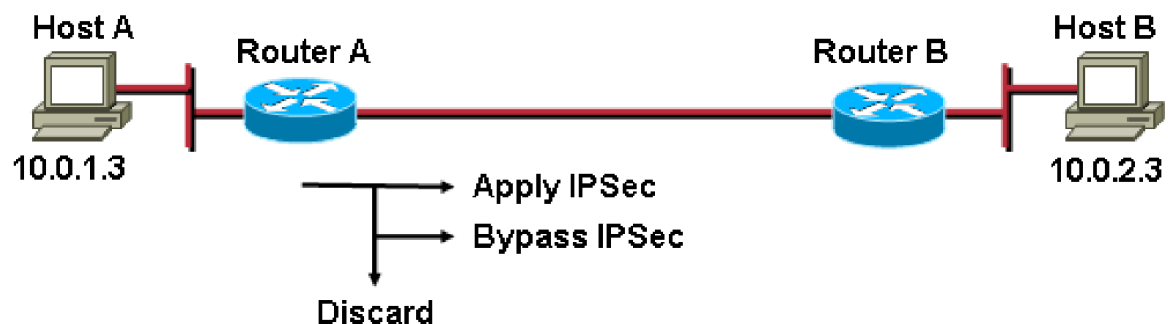 Host A
Router A
Router B
Host B
10.0.1.3
10.0.2.3
Apply IPSec
Bypass IPSec
Discard